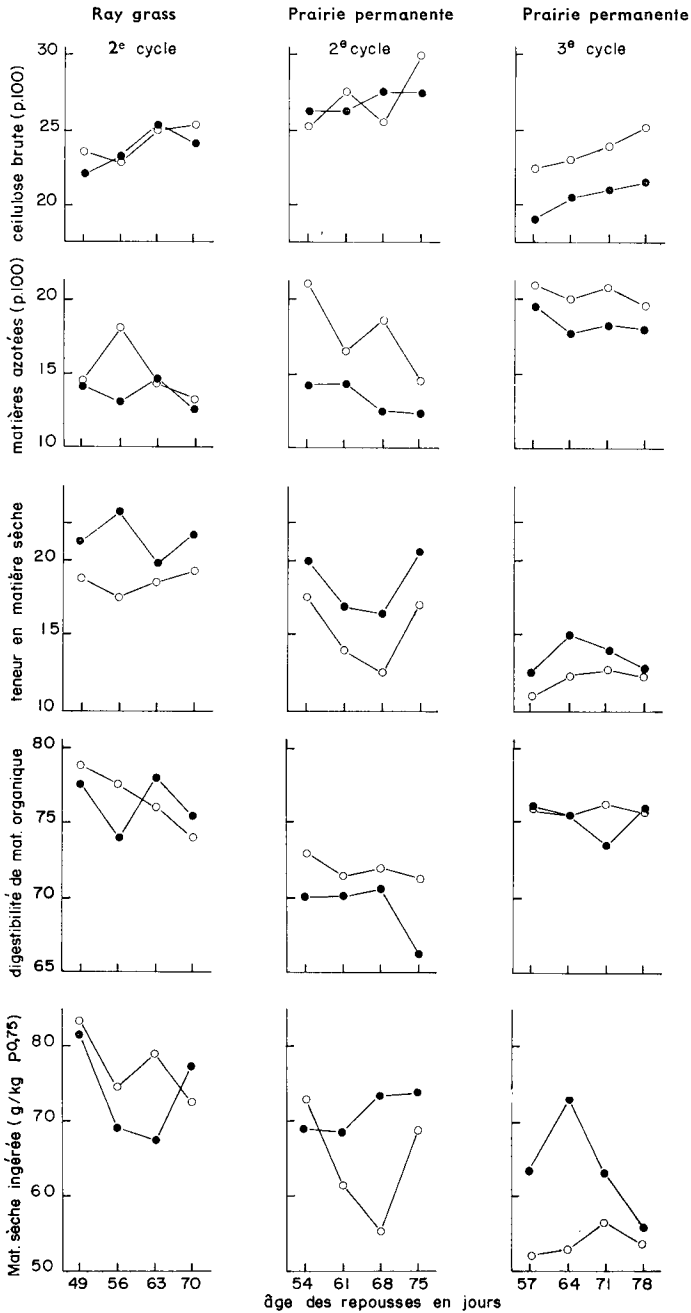 Ray grass
Prairie permanente
Prairie permanente
2e cycle
2e cycle
3e cycle
cellulose brute (p.100)
30
25
20
matières azotées (p.100)
20
15
10
teneur en matière sèche
20
15
10
digestibilité de mat. organique
80
75
70
65
Mat. sèche ingérée (g/kg P0,75)
80
70
60
50
49 56 63 70
54 61 68 75
57 64 71 78
âge des repousses en jours